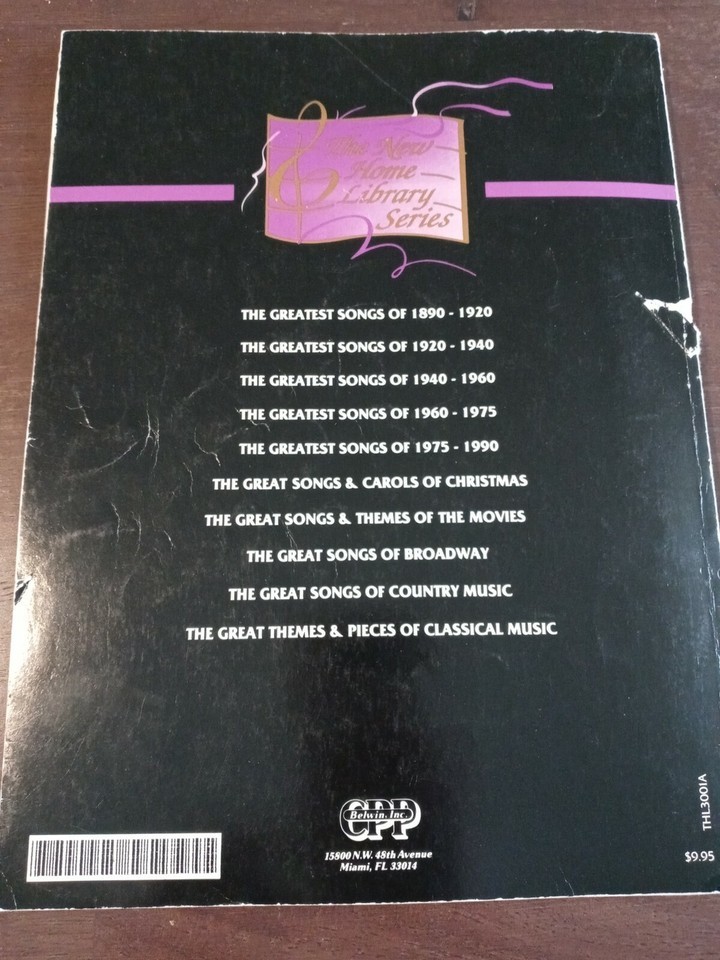 The New
Home
Library
Series
THE GREATEST SONGS OF 1890 - 1920
THE GREATEST SONGS OF 1920 - 1940
THE GREATEST SONGS OF 1940 - 1960
THE GREATEST SONGS OF 1960 - 1975
THE GREATEST SONGS OF 1975 - 1990
THE GREAT SONGS & CAROLS OF CHRISTMAS
THE GREAT SONGS & THEMES OF THE MOVIES
THE GREAT SONGS OF BROADWAY
THE GREAT SONGS OF COUNTRY MUSIC
THE GREAT THEMES & PIECES OF CLASSICAL MUSIC
CPP
Belwin, Inc.
15800 N.W. 48th Avenue
Miami, FL 33014
THL3001A
$9.95